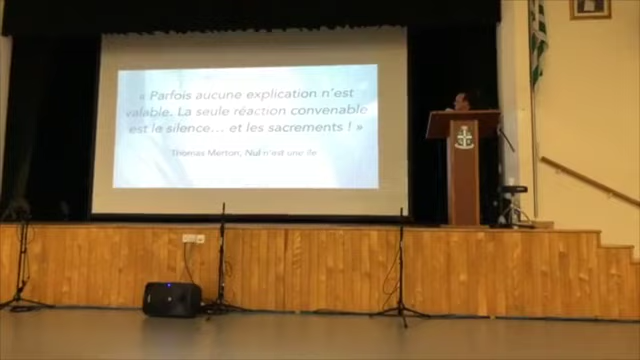 « Parfois aucune explication n'est
valable. La seule réaction convenable
est le silence... et les sacrements ! »
Thomas Merton, Nul n'est une île